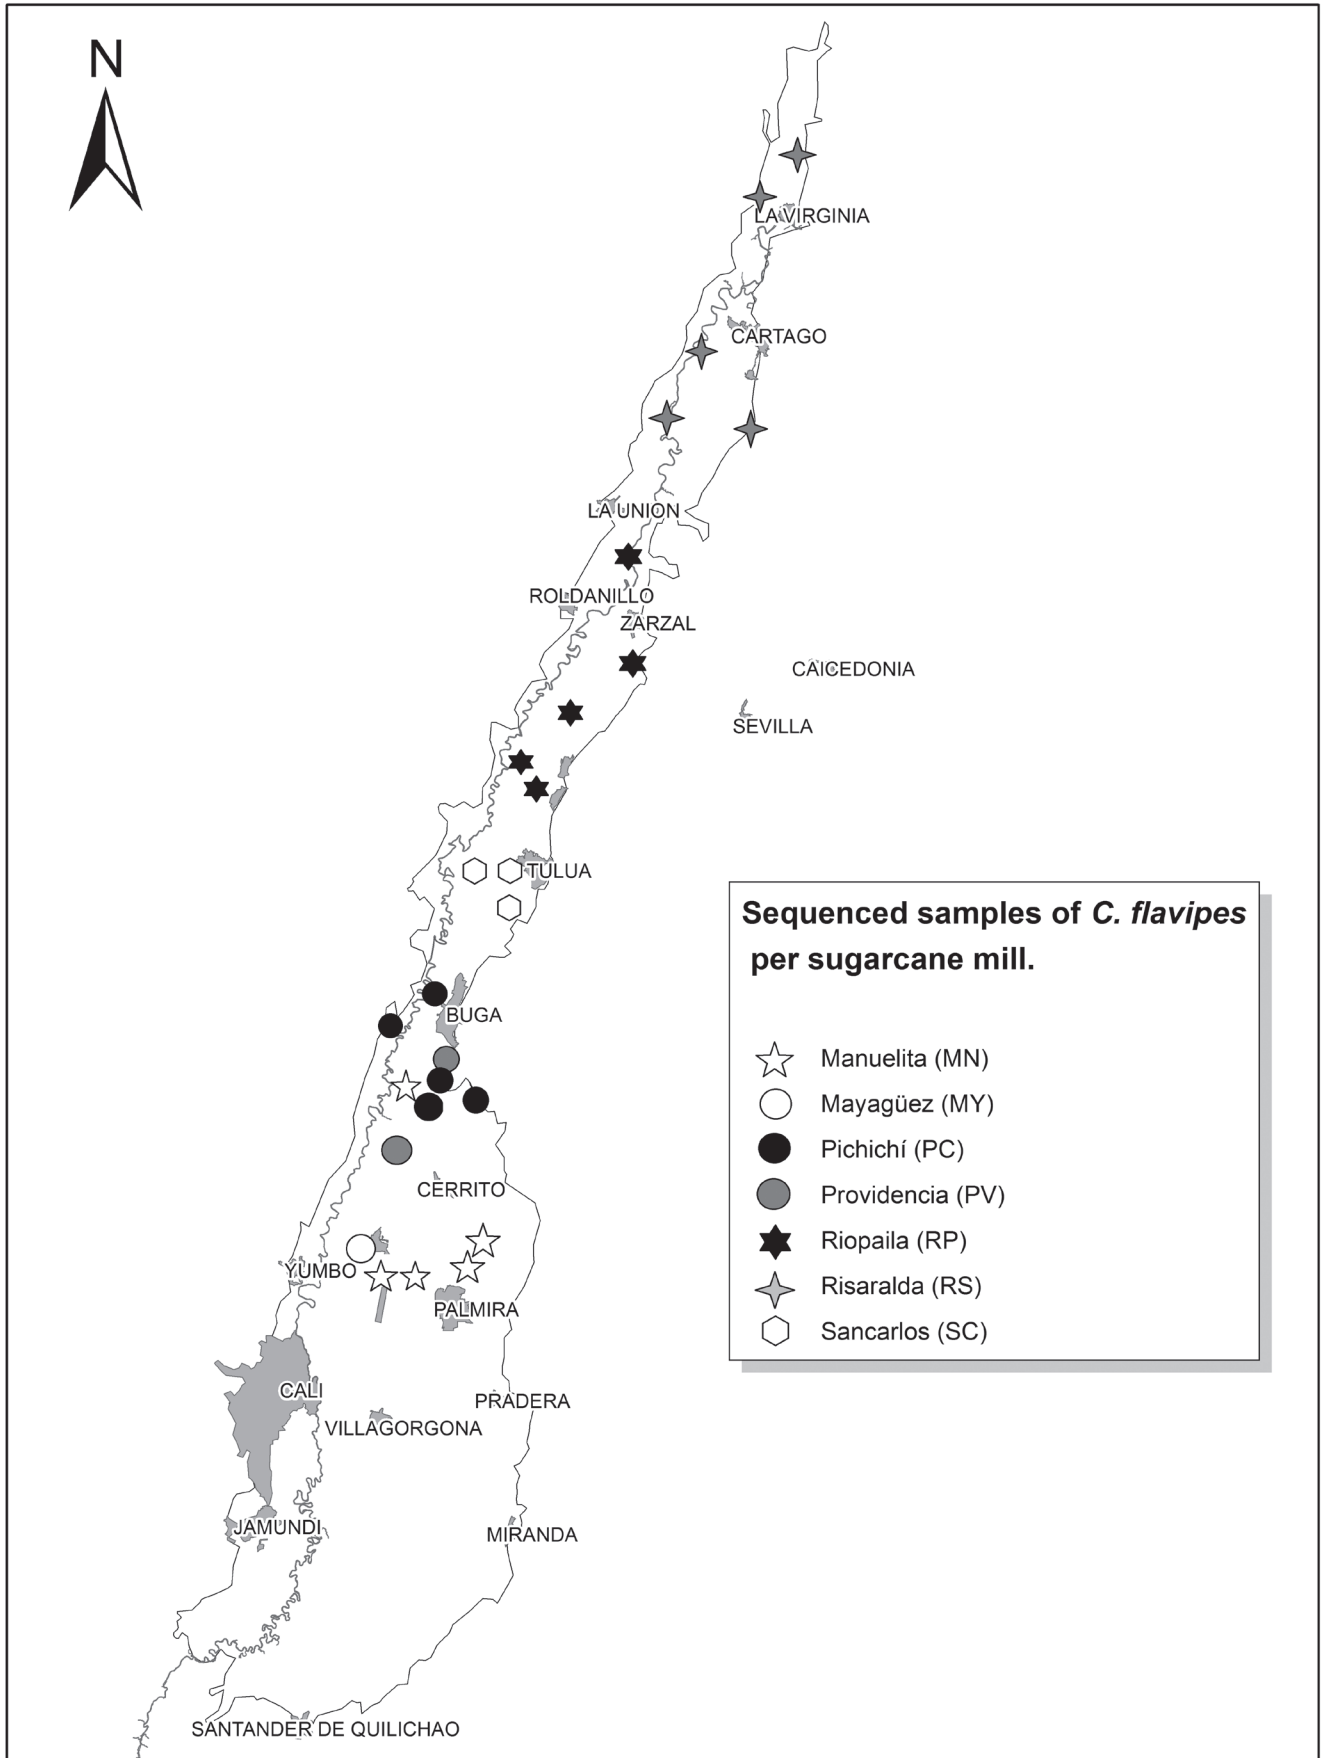 N
LA VIRGINIA
CARTAGO
LA UNION
ROLDANILLO
ZARZAL
CAICEDONIA
SEVILLA
TULUA
Sequenced samples of C. flavipes
per sugarcane mill.
Manuelita (MN)
Mayagüez (MY)
Pichichí (PC)
Providencia (PV)
Riopaila (RP)
Risaralda (RS)
Sancarlos (SC)
BUGA
CERRITO
YUMBO
PALMIRA
CALI
PRADERA
VILLAGORGONA
JAMUNDI
MIRANDA
SANTANDER DE QUILICHAO